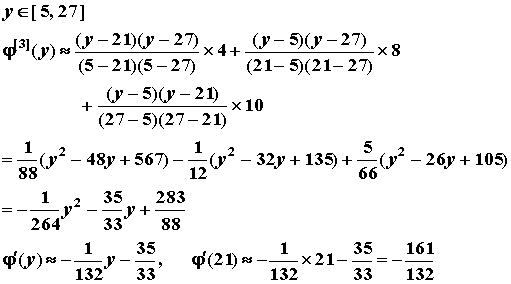 y ∈ [ 5, 27 ]
φ^[3](y) ≈ (y − 21)(y − 27) / (5 − 21)(5 − 27) × 4 + (y − 5)(y − 27) / (21 − 5)(21 − 27) × 8
+ (y − 5)(y − 21) / (27 − 5)(27 − 21) × 10
= 1/88 (y² − 48y + 567) − 1/12 (y² − 32y + 135) + 5/66 (y² − 26y + 105)
= − 1/264 y² − 35/33 y + 283/88
φ′(y) ≈ − 1/132 y − 35/33 , φ′(21) ≈ − 1/132 × 21 − 35/33 = − 161/132